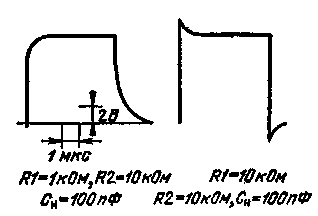 2В
1 мкс
R1=1кОм, R2=10кОм
Cн=100пФ
R1=10кОм
R2=10кОм, Cн=100пФ